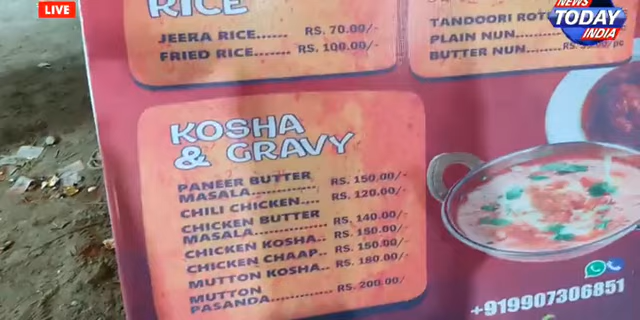 LIVE
NEWS
TODAY
INDIA
RICE
JEERA RICE...... RS. 70.00/-
FRIED RICE....... RS. 100.00/-
TANDOORI ROT
PLAIN NUN
BUTTER NUN
KOSHA
& GRAVY
PANEER BUTTER
MASALA............... RS. 150.00/-
CHILI CHICKEN.... RS. 120.00/-
CHICKEN BUTTER
MASALA............... RS. 140.00/-
CHICKEN KOSHA.. RS. 150.00/-
CHICKEN CHAAP.. RS. 150.00/-
MUTTON KOSHA.. RS. 180.00/-
MUTTON
PASANDA............. RS. 200.00/-
+919907306851